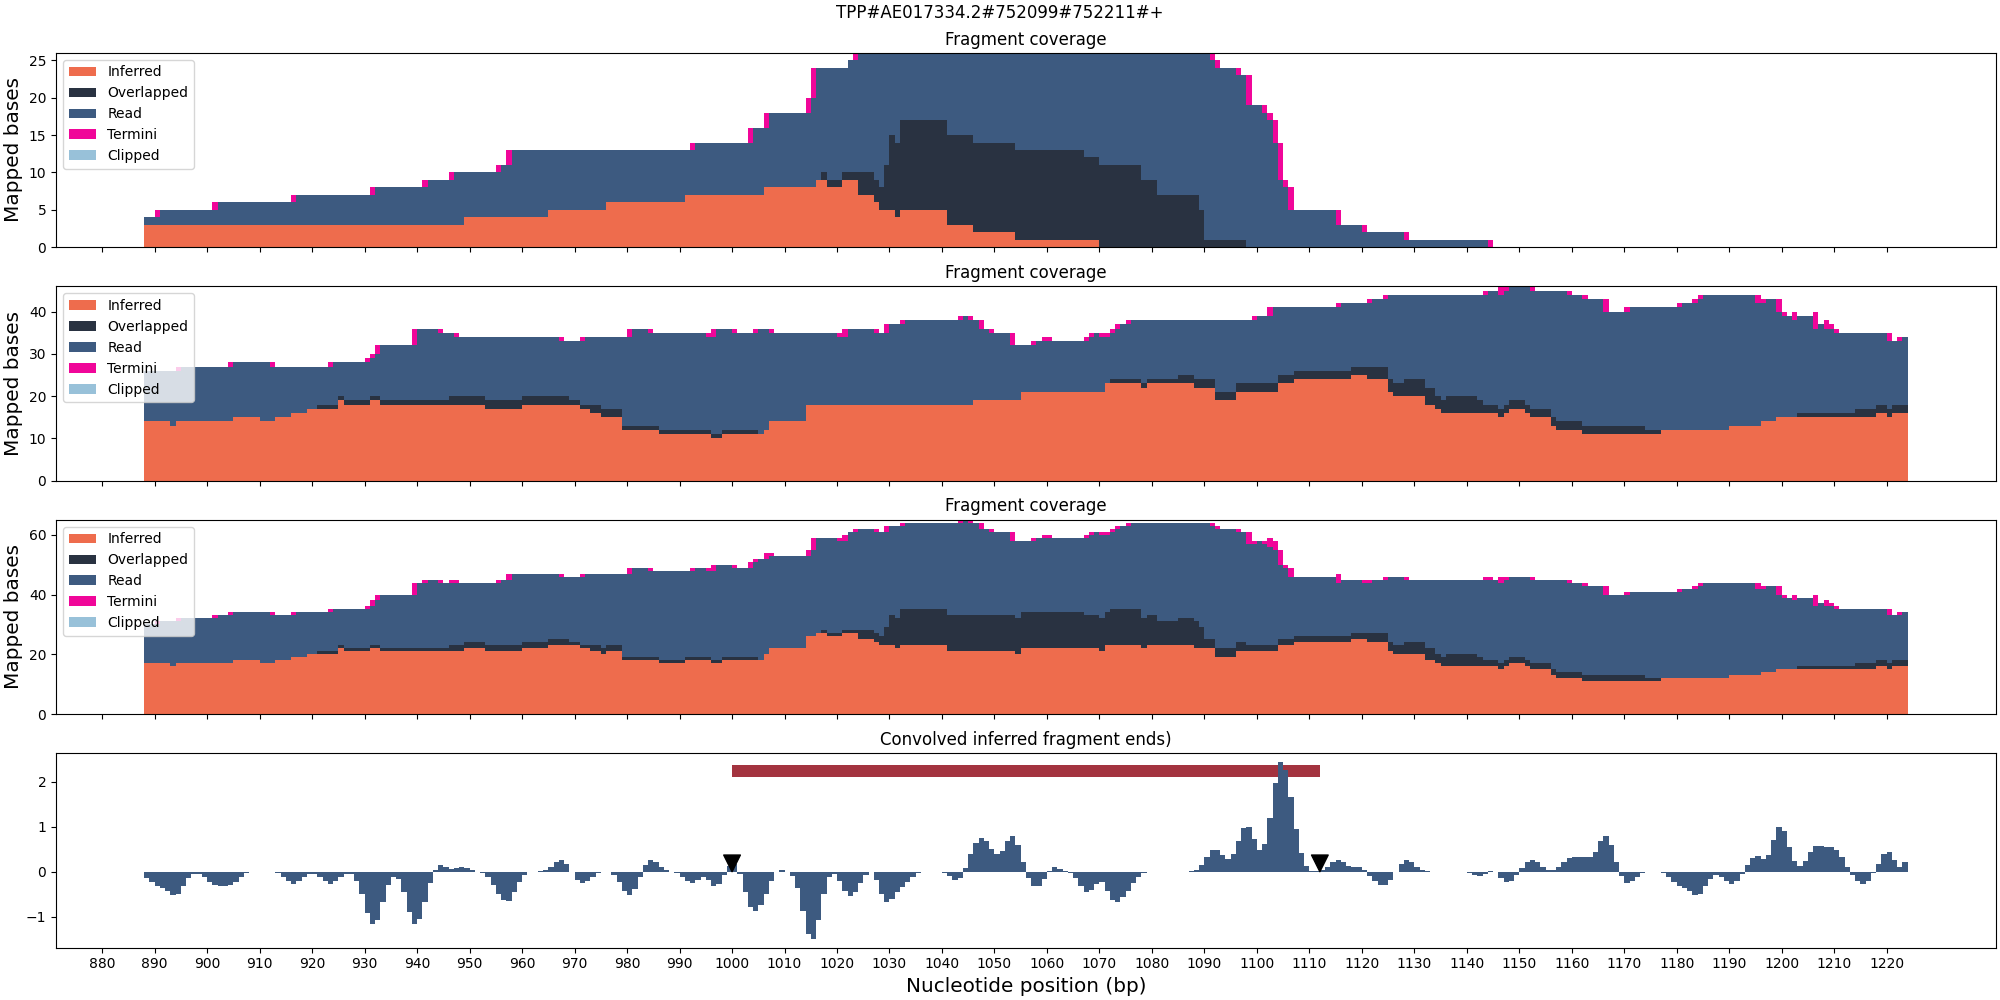 TPP#AE017334.2#752099#752211#+
Fragment coverage
Mapped bases
25
20
15
10
5
0
Inferred
Overlapped
Read
Termini
Clipped
Fragment coverage
Mapped bases
40
30
20
10
0
Inferred
Overlapped
Read
Termini
Clipped
Fragment coverage
Mapped bases
60
40
20
0
Inferred
Overlapped
Read
Termini
Clipped
Convolved inferred fragment ends)
2
1
0
−1
880 890 900 910 920 930 940 950 960 970 980 990 1000 1010 1020 1030 1040 1050 1060 1070 1080 1090 1100 1110 1120 1130 1140 1150 1160 1170 1180 1190 1200 1210 1220
Nucleotide position (bp)